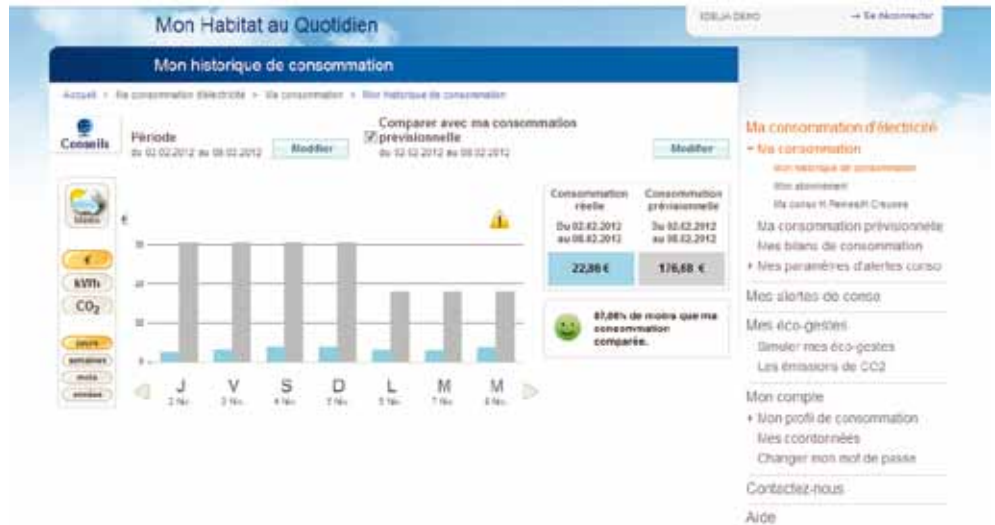 Mon Habitat au Quotidien
→ Se déconnecter
Mon historique de consommation
Accueil > Ma consommation d'électricité > Ma consommation > Mon historique de consommation
Conseils
Période
du 02.02.2012 au 08.02.2012
Modifier
Comparer avec ma consommation
prévisionnelle
du 02.02.2012 au 08.02.2012
Modifier
Météo
€
€
kWh
CO2
jours
semaines
mois
années
J V S D L M M
Consommation réelle
Du 02.02.2012 au 08.02.2012
22,86 €
Consommation prévisionnelle
Du 02.02.2012 au 08.02.2012
176,68 €
de moins que ma
consommation
comparée.
Ma consommation d'électricité
Ma consommation
Mon historique de consommation
Mon abonnement
Ma consommation prévisionnelle
Mes bilans de consommation
Mes paramètres d'alertes conso
Mes alertes de conso
Mes éco-gestes
Simuler mes éco-gestes
Les émissions de CO2
Mon compte
Mon profil de consommation
Mes coordonnées
Changer mon mot de passe
Contactez-nous
Aide